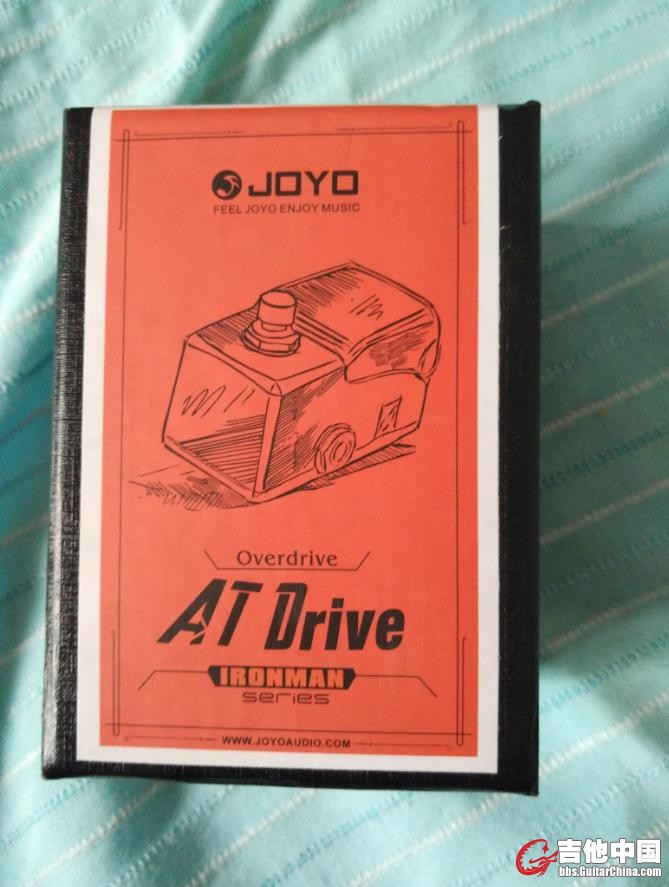 JOYO
FEEL JOYO ENJOY MUSIC
Overdrive
AT Drive
IRONMAN
series
WWW.JOYOAUDIO.COM
吉他中国
bbs.GuitarChina.com